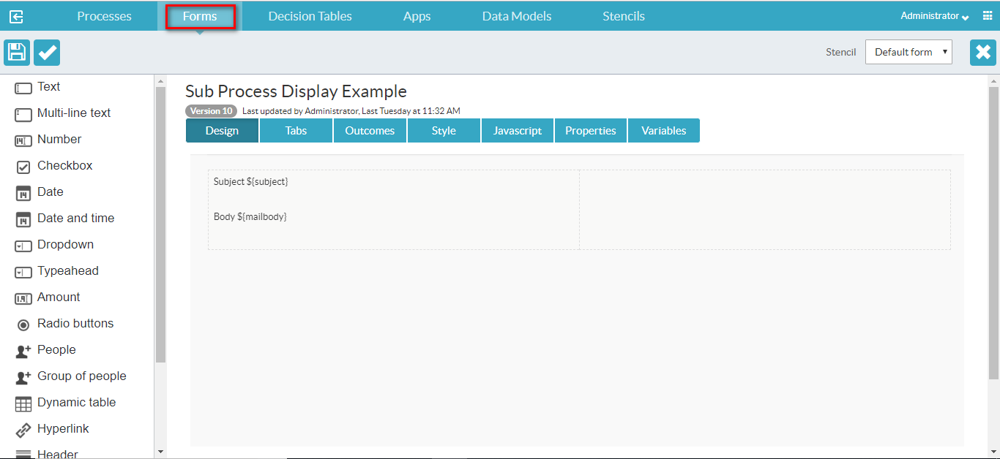 Processes Forms Decision Tables Apps Data Models Stencils Administrator
Stencil Default form
Text
Multi-line text
Number
Checkbox
Date
Date and time
Dropdown
Typeahead
Amount
Radio buttons
People
Group of people
Dynamic table
Hyperlink
Header
Sub Process Display Example
Version 10 Last updated by Administrator, Last Tuesday at 11:32 AM
Design Tabs Outcomes Style Javascript Properties Variables
Subject ${subject}
Body ${mailbody}